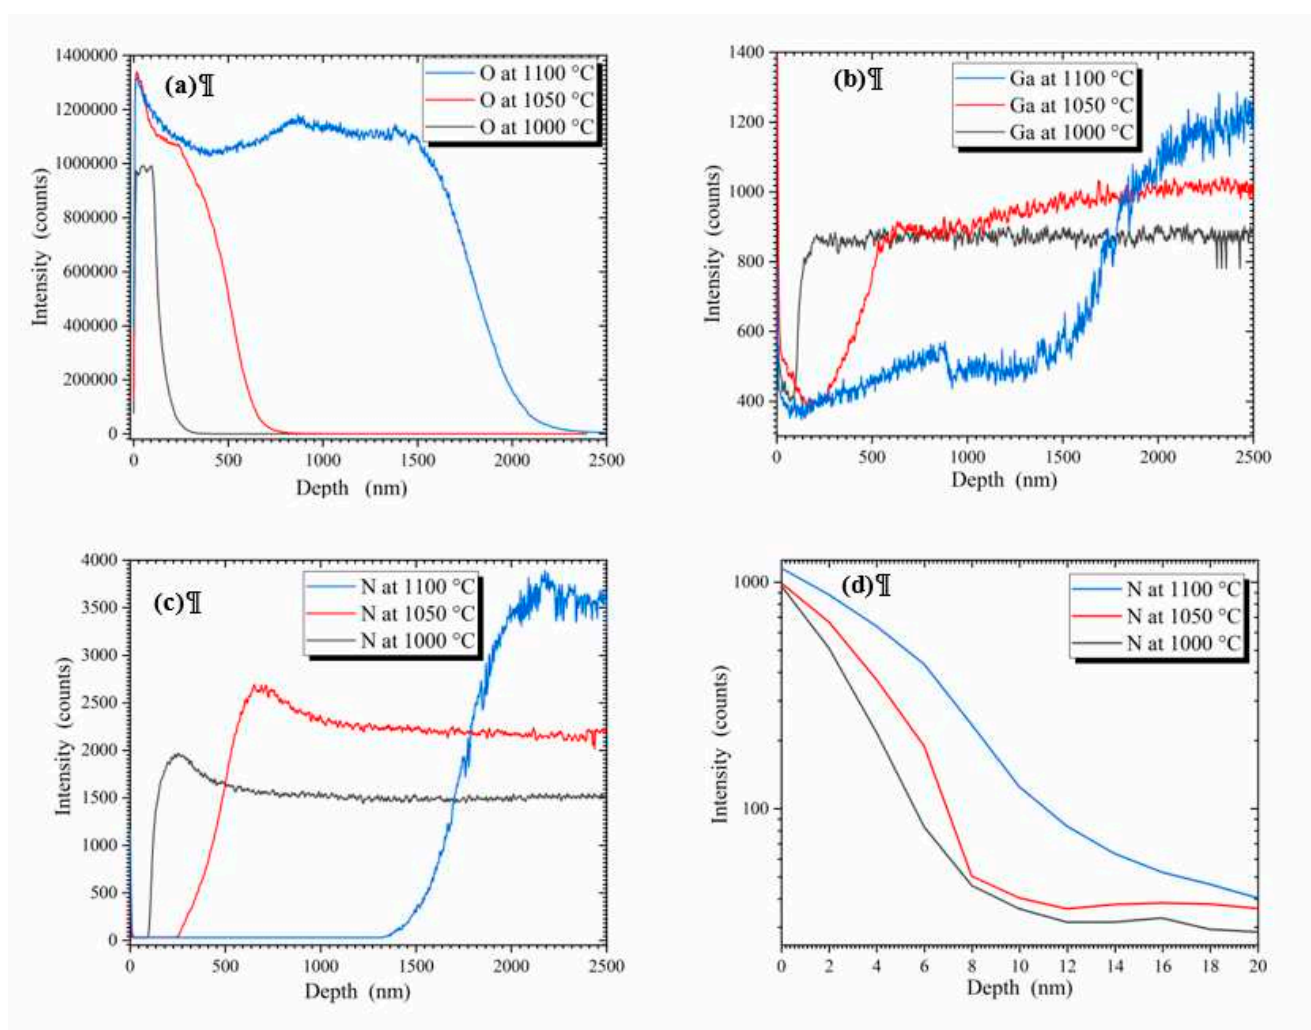 (a)¶
O at 1100 °C
O at 1050 °C
O at 1000 °C
1400000
1200000
1000000
800000
600000
400000
200000
0
Intensity (counts)
0 500 1000 1500 2000 2500
Depth (nm)
(b)¶
Ga at 1100 °C
Ga at 1050 °C
Ga at 1000 °C
1400
1200
1000
800
600
400
Intensity (counts)
0 500 1000 1500 2000 2500
Depth (nm)
(c)¶
N at 1100 °C
N at 1050 °C
N at 1000 °C
4000
3500
3000
2500
2000
1500
1000
500
0
Intensity (counts)
0 500 1000 1500 2000 2500
Depth (nm)
(d)¶
N at 1100 °C
N at 1050 °C
N at 1000 °C
1000
100
Intensity (counts)
0 2 4 6 8 10 12 14 16 18 20
Depth (nm)